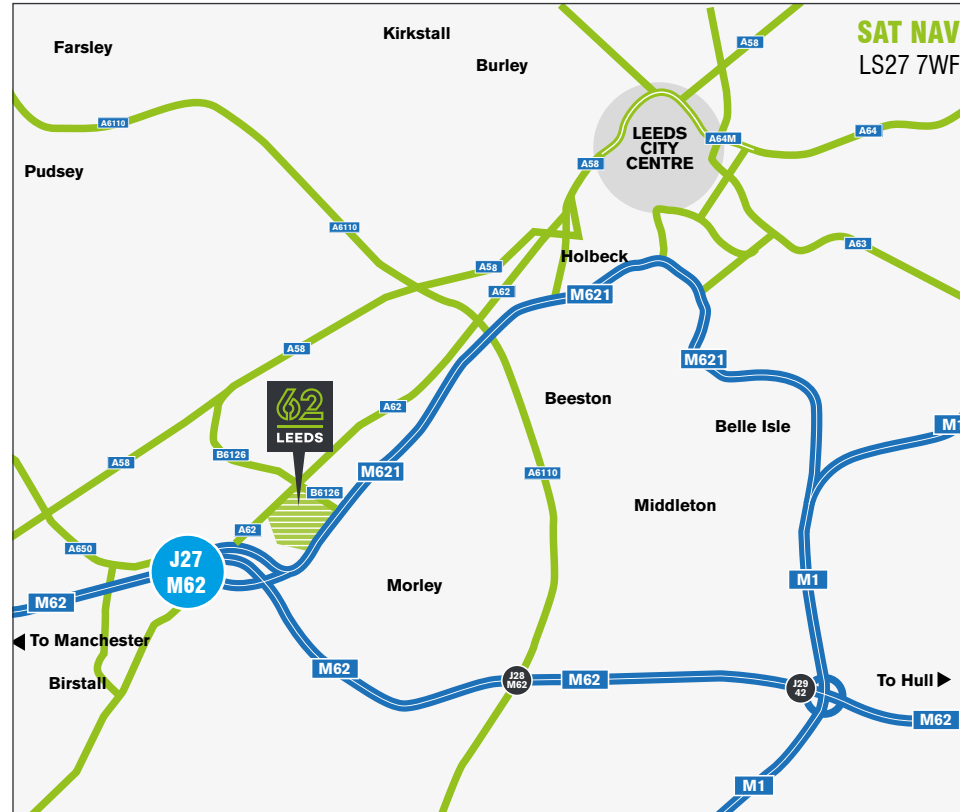 SAT NAV
LS27 7WF
Farsley
Kirkstall
Burley
A58
A6110
LEEDS
CITY
CENTRE
A64M
A64
A58
Pudsey
A6110
A63
Holbeck
A58
A62
M621
A58
M621
Beeston
62
LEEDS
A62
Belle Isle
M1
B6126
A58
M621
A6110
B6126
Middleton
A62
A650
J27
M62
M1
Morley
M62
To Manchester
M62
J28
M62
M62
J29
42
To Hull
Birstall
M62
M1